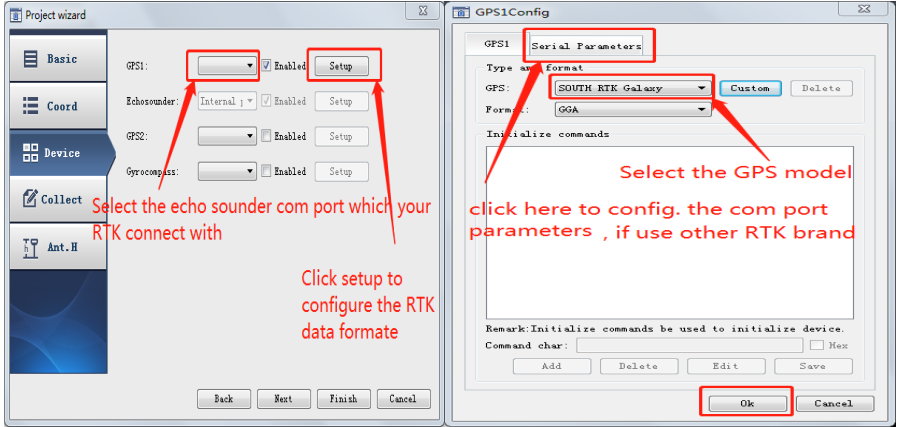 Project wizard
Basic
Coord
Device
Collect
Ant.H
GPS1:
Enabled
Setup
Echosounder:
Internal
Enabled
Setup
GPS2:
Enabled
Setup
Gyrocompass:
Enabled
Setup
Select the echo sounder com port which your
RTK connect with
Click setup to
configure the RTK
data formate
Back
Next
Finish
Cancel
GPS1Config
GPS1
Serial Parameters
Type and format
GPS:
SOUTH RTK Galaxy
Custom
Delete
Format:
GGA
Initialize commands
Select the GPS model
click here to config. the com port
parameters , if use other RTK brand
Remark:Initialize commands be used to initialize device.
Command char:
Hex
Add
Delete
Edit
Save
Ok
Cancel